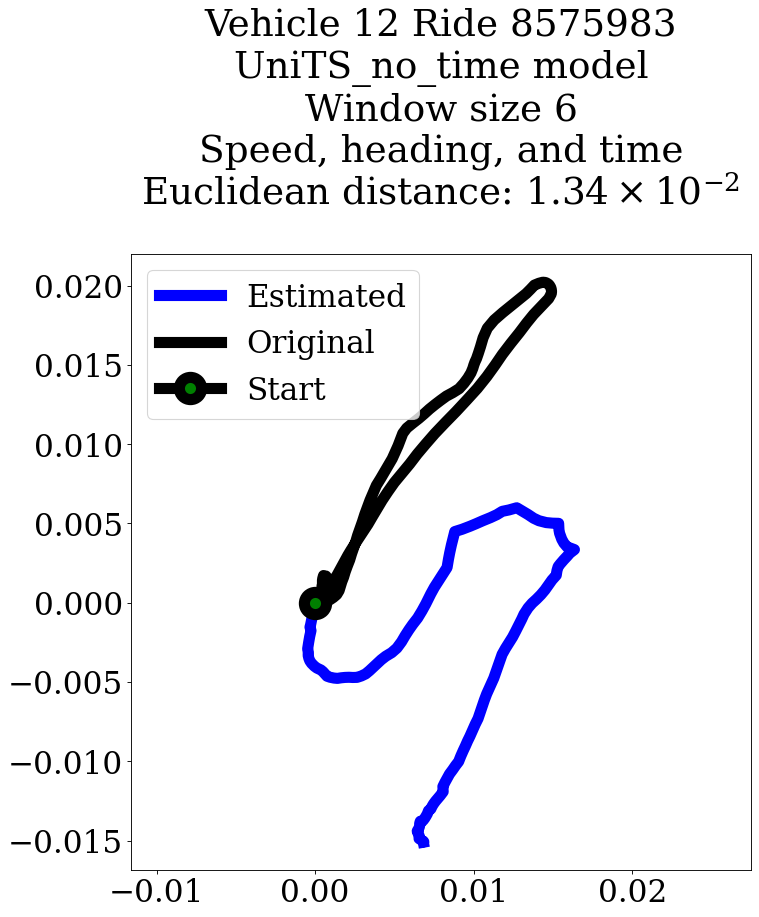 Vehicle 12 Ride 8575983
UniTS_no_time model
Window size 6
Speed, heading, and time
Euclidean distance: 1.34 × 10⁻²
Estimated
Original
Start
0.020
0.015
0.010
0.005
0.000
−0.005
−0.010
−0.015
−0.01 0.00 0.01 0.02